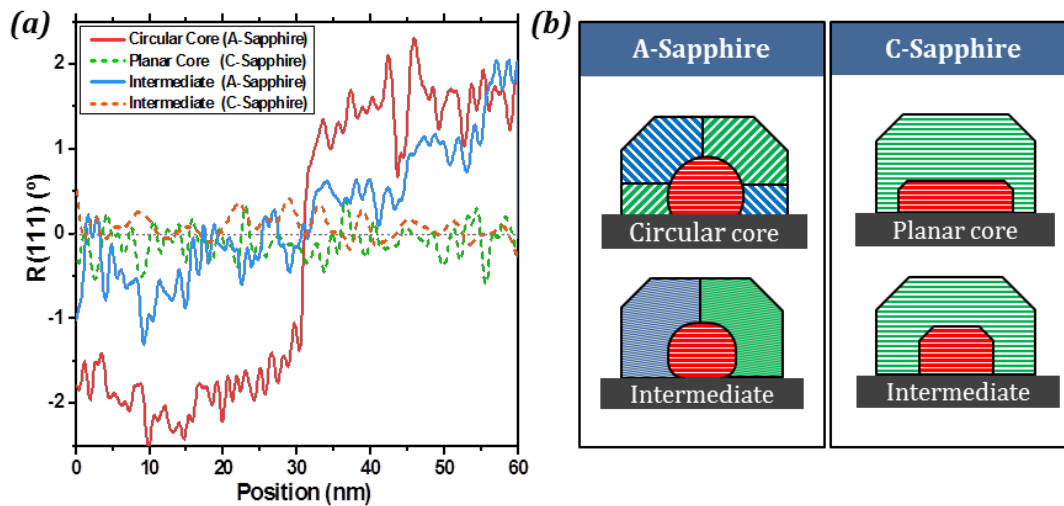 (a)
Circular Core (A-Sapphire)
Planar Core (C-Sapphire)
Intermediate (A-Sapphire)
Intermediate (C-Sapphire)
R(111) (º)
2
1
0
-1
-2
0 10 20 30 40 50 60
Position (nm)
(b)
A-Sapphire
C-Sapphire
Circular core
Planar core
Intermediate
Intermediate